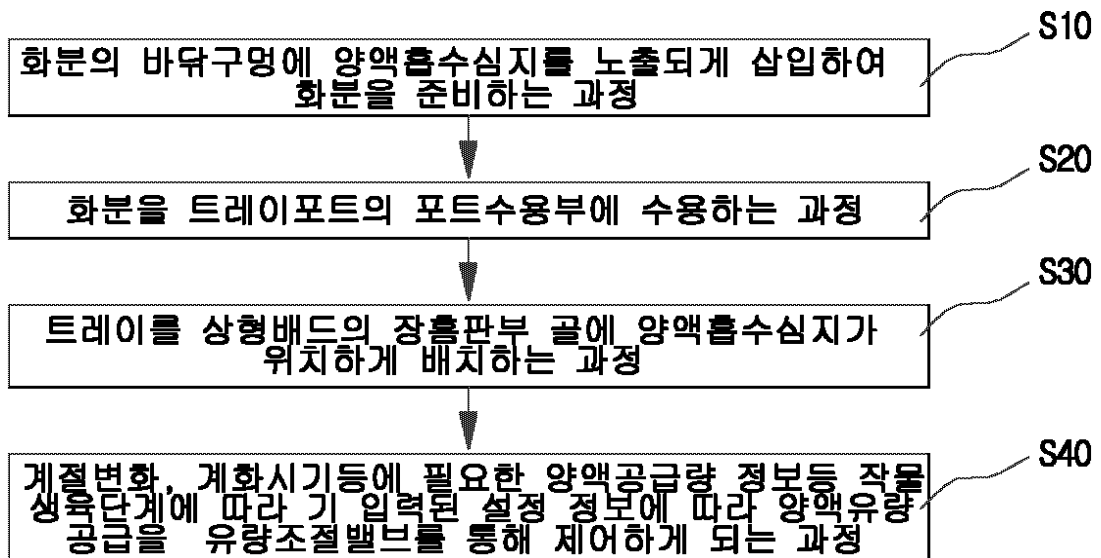 S10
화분의 바닦구멍에 양액흡수심지를 노출되게 삽입하여
화분을 준비하는 과정
S20
화분을 트레이포트의 포트수용부에 수용하는 과정
S30
트레이를 상형배드의 장홈판부 골에 양액흡수심지가
위치하게 배치하는 과정
S40
계절변화, 계화시기등에 필요한 양액공급량 정보등 작물
생육단계에 따라 기 입력된 설정 정보에 따라 양액유량
공급을 유량조절밸브를 통해 제어하게 되는 과정